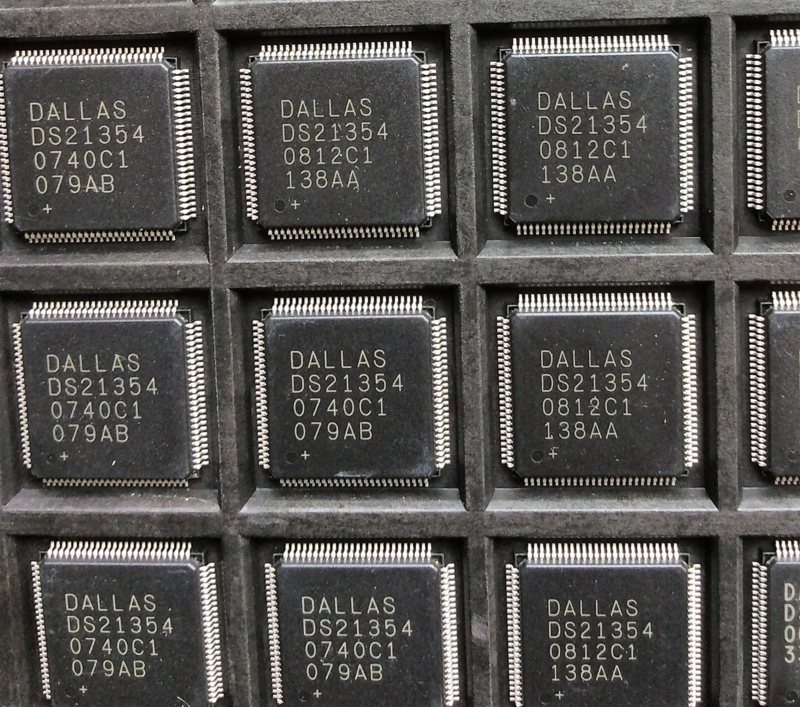 DALLAS
DS21354
0740C1
079AB
+
DALLAS
DS21354
0812C1
138AA
+
DALLAS
DS21354
0812C1
138AA
+
DALLAS
DS21354
0740C1
079AB
+
DALLAS
DS21354
0740C1
079AB
+
DALLAS
DS21354
0812C1
138AA
+
DALLAS
DS21354
0740C1
079AB
+
DALLAS
DS21354
0740C1
079AB
+
DALLAS
DS21354
0812C1
138AA
+